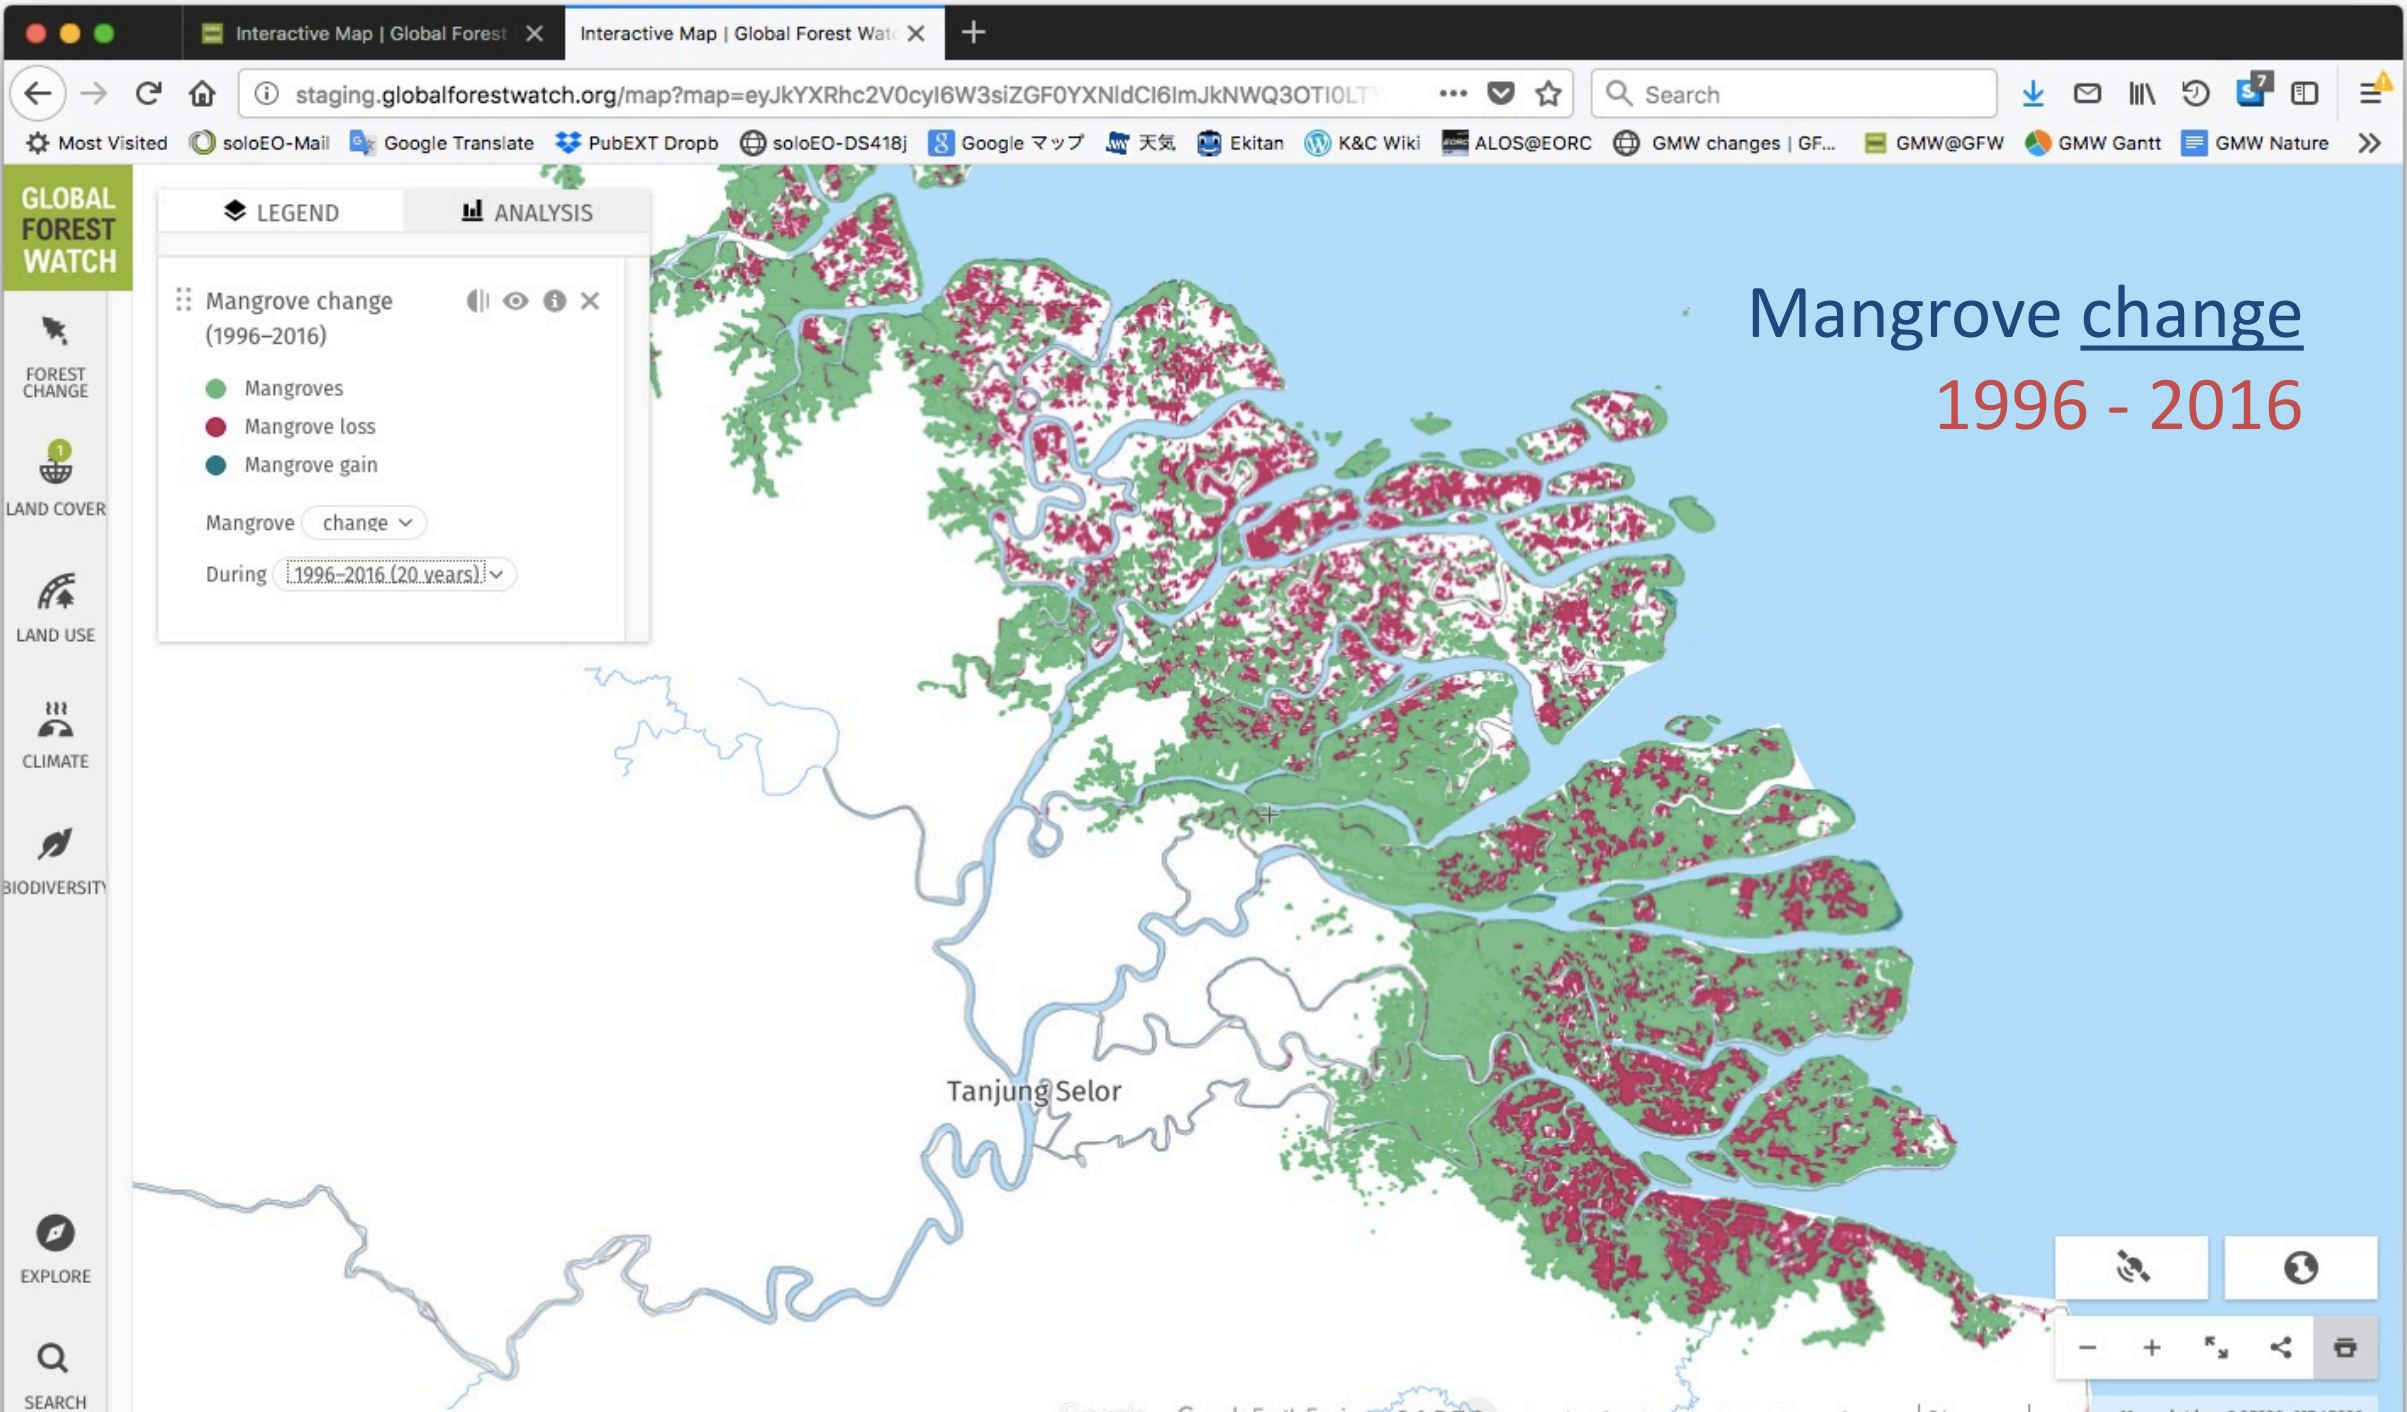 Interactive Map | Global Forest
Interactive Map | Global Forest Watc
staging.globalforestwatch.org/map?map=
Search
7
Most Visited
soloEO-Mail
Google Translate
PubEXT Dropb
soloEO-DS418j
Google マップ
天気
Ekitan
K&C Wiki
ALOS@EORC
GMW changes | GF...
GMW@GFW
GMW Gantt
GMW Nature
GLOBAL
FOREST
WATCH
LEGEND
ANALYSIS
Mangrove change
(1996–2016)
Mangroves
Mangrove loss
Mangrove gain
Mangrove change
During 1996–2016 (20 years)
FOREST
CHANGE
1
LAND COVER
LAND USE
CLIMATE
BIODIVERSITY
EXPLORE
SEARCH
Mangrove change
1996 - 2016
Tanjung Selor